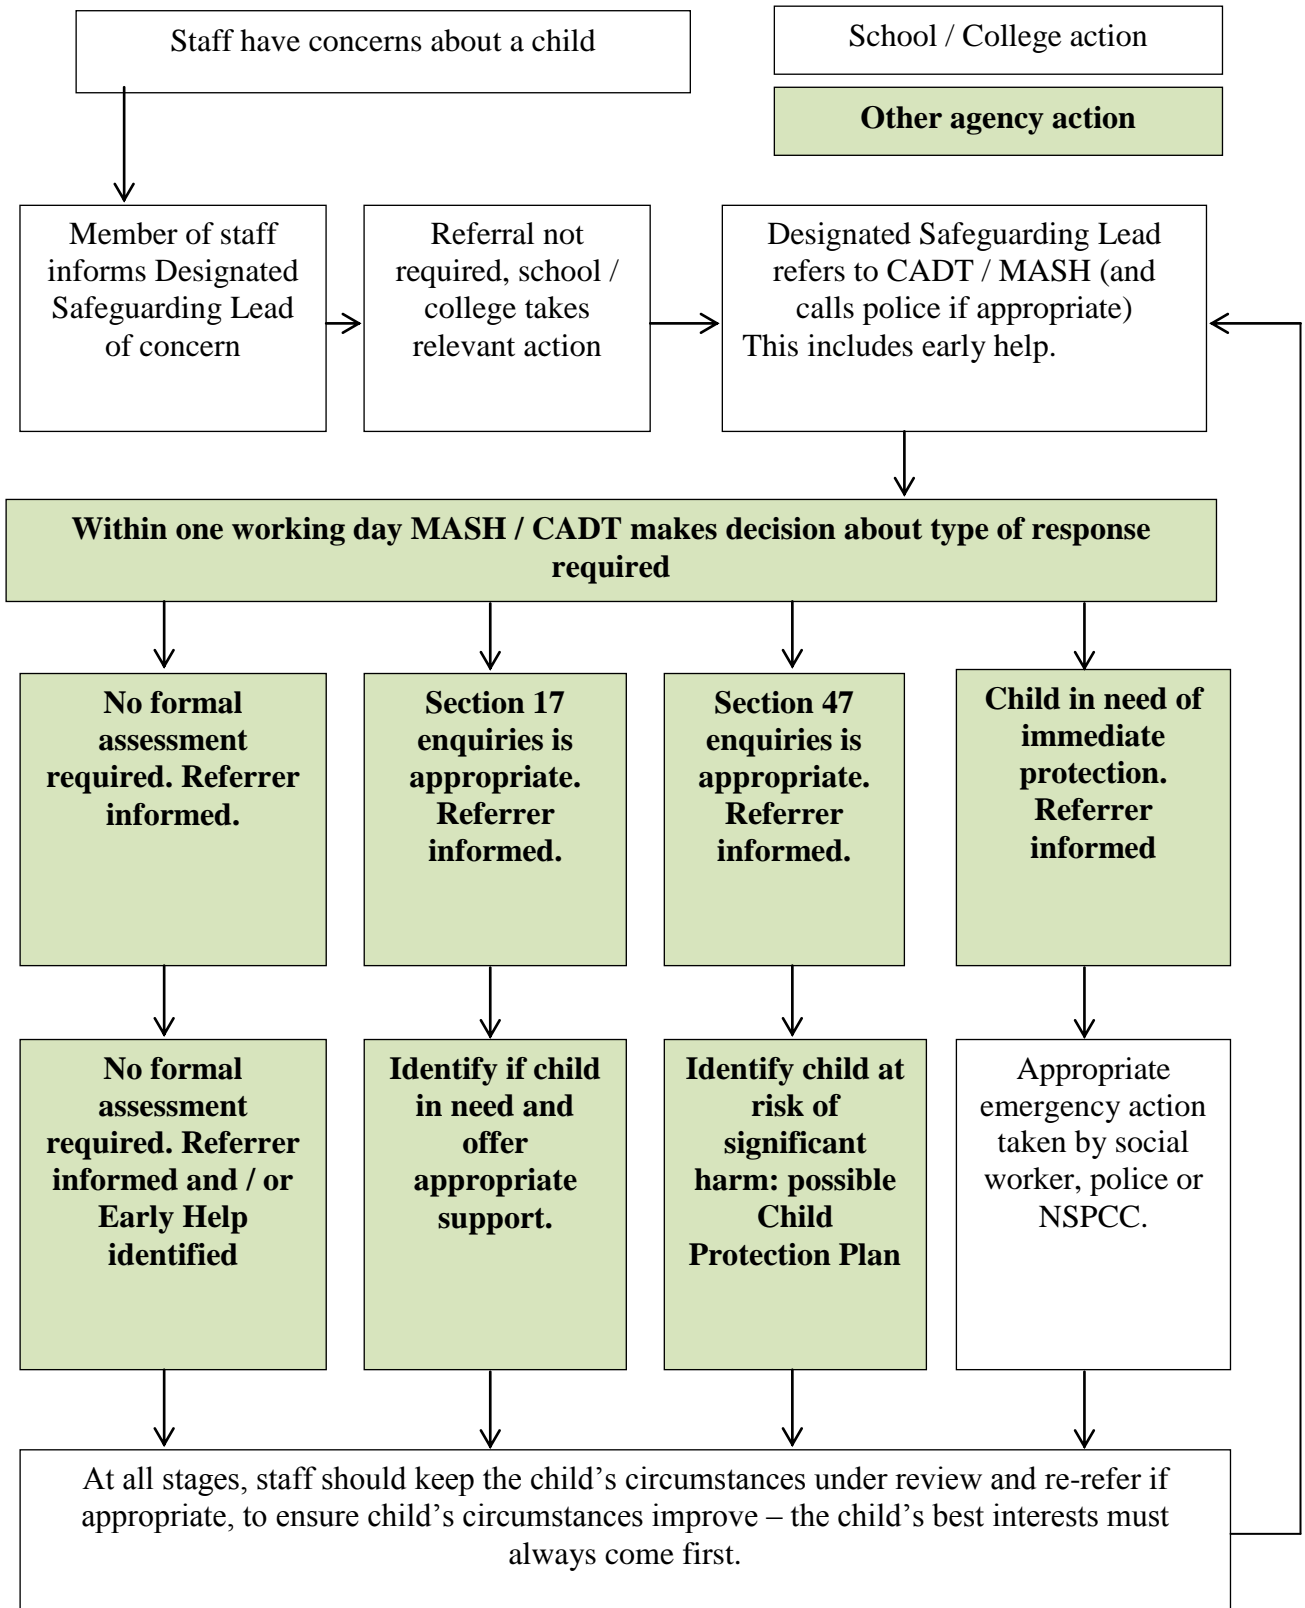 Staff have concerns about a child
School / College action
Other agency action
Member of staff
informs Designated
Safeguarding Lead
of concern
Referral not
required, school /
college takes
relevant action
Designated Safeguarding Lead
refers to CADT / MASH (and
calls police if appropriate)
This includes early help.
Within one working day MASH / CADT makes decision about type of response
required
No formal
assessment
required. Referrer
informed.
Section 17
enquiries is
appropriate.
Referrer
informed.
Section 47
enquiries is
appropriate.
Referrer
informed.
Child in need of
immediate
protection.
Referrer
informed
No formal
assessment
required. Referrer
informed and / or
Early Help
identified
Identify if child
in need and
offer
appropriate
support.
Identify child at
risk of
significant
harm: possible
Child
Protection Plan
Appropriate
emergency action
taken by social
worker, police or
NSPCC.
At all stages, staff should keep the child’s circumstances under review and re-refer if
appropriate, to ensure child’s circumstances improve – the child’s best interests must
always come first.